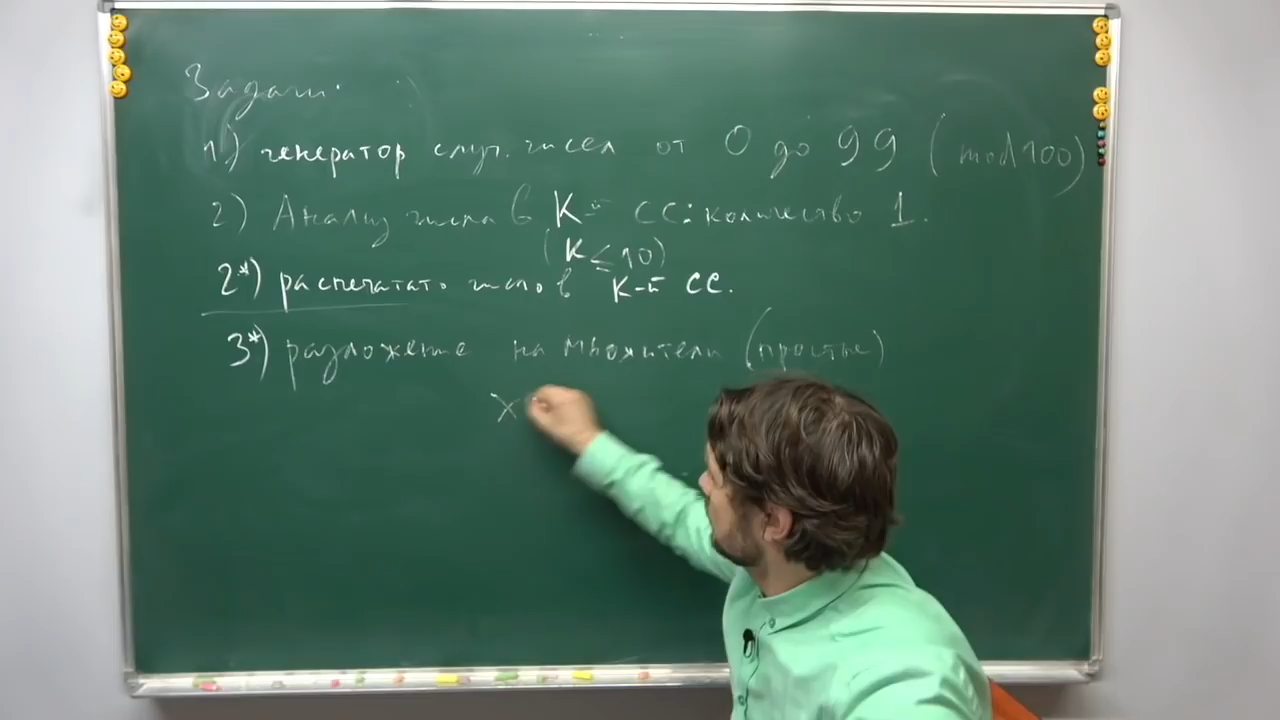 Задачи.
1) генератор случ. чисел от 0 до 99 (mod 100)
2) Анализ числа в K-й СС: количество 1.
(K ≤ 10)
2*) распечатать число в K-й СС.
3*) разложение на множители (простые)
x